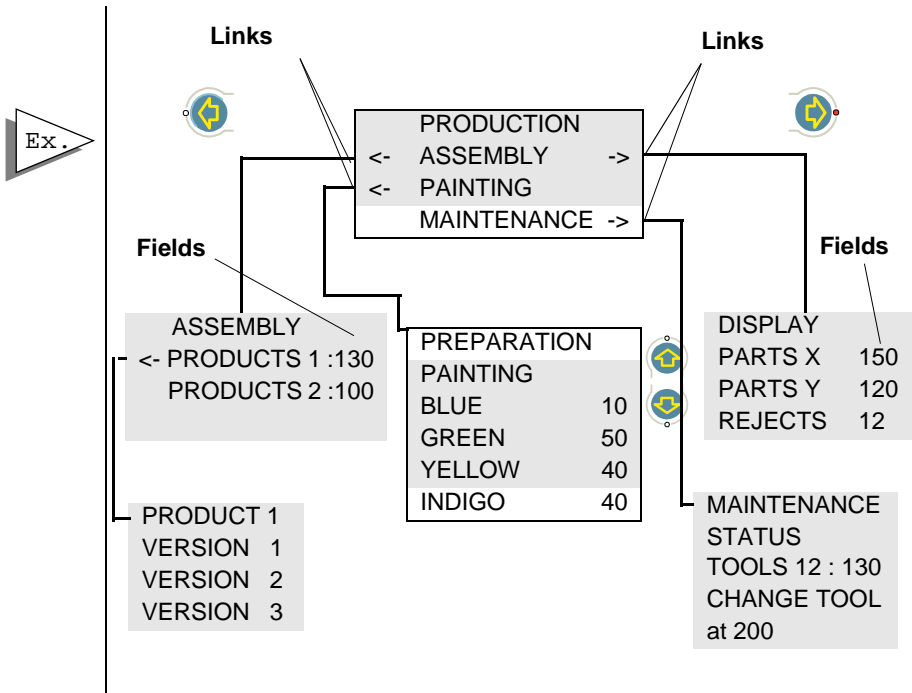 Links
Links
Ex.
PRODUCTION
<- ASSEMBLY ->
<- PAINTING
MAINTENANCE ->
Fields
Fields
ASSEMBLY
<- PRODUCTS 1 :130
PRODUCTS 2 :100
PREPARATION
PAINTING
BLUE 10
GREEN 50
YELLOW 40
INDIGO 40
DISPLAY
PARTS X 150
PARTS Y 120
REJECTS 12
PRODUCT 1
VERSION 1
VERSION 2
VERSION 3
MAINTENANCE
STATUS
TOOLS 12 : 130
CHANGE TOOL
at 200